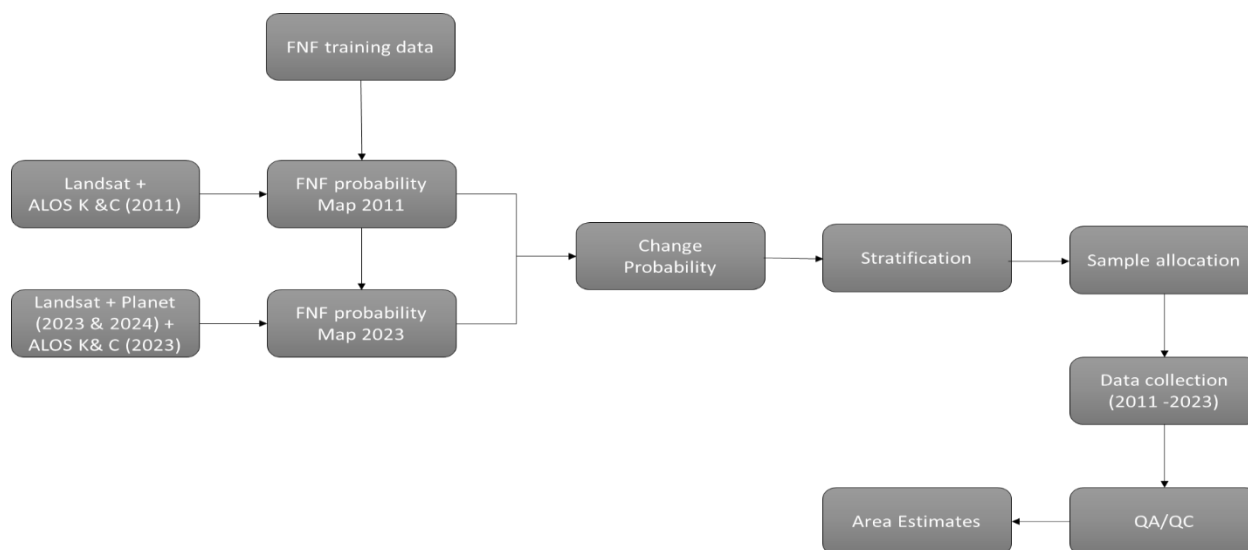 FNF training data
Landsat +
ALOS K &C (2011)
FNF probability
Map 2011
Landsat + Planet
(2023 & 2024) +
ALOS K& C (2023)
FNF probability
Map 2023
Change
Probability
Stratification
Sample allocation
Data collection
(2011 -2023)
QA/QC
Area Estimates